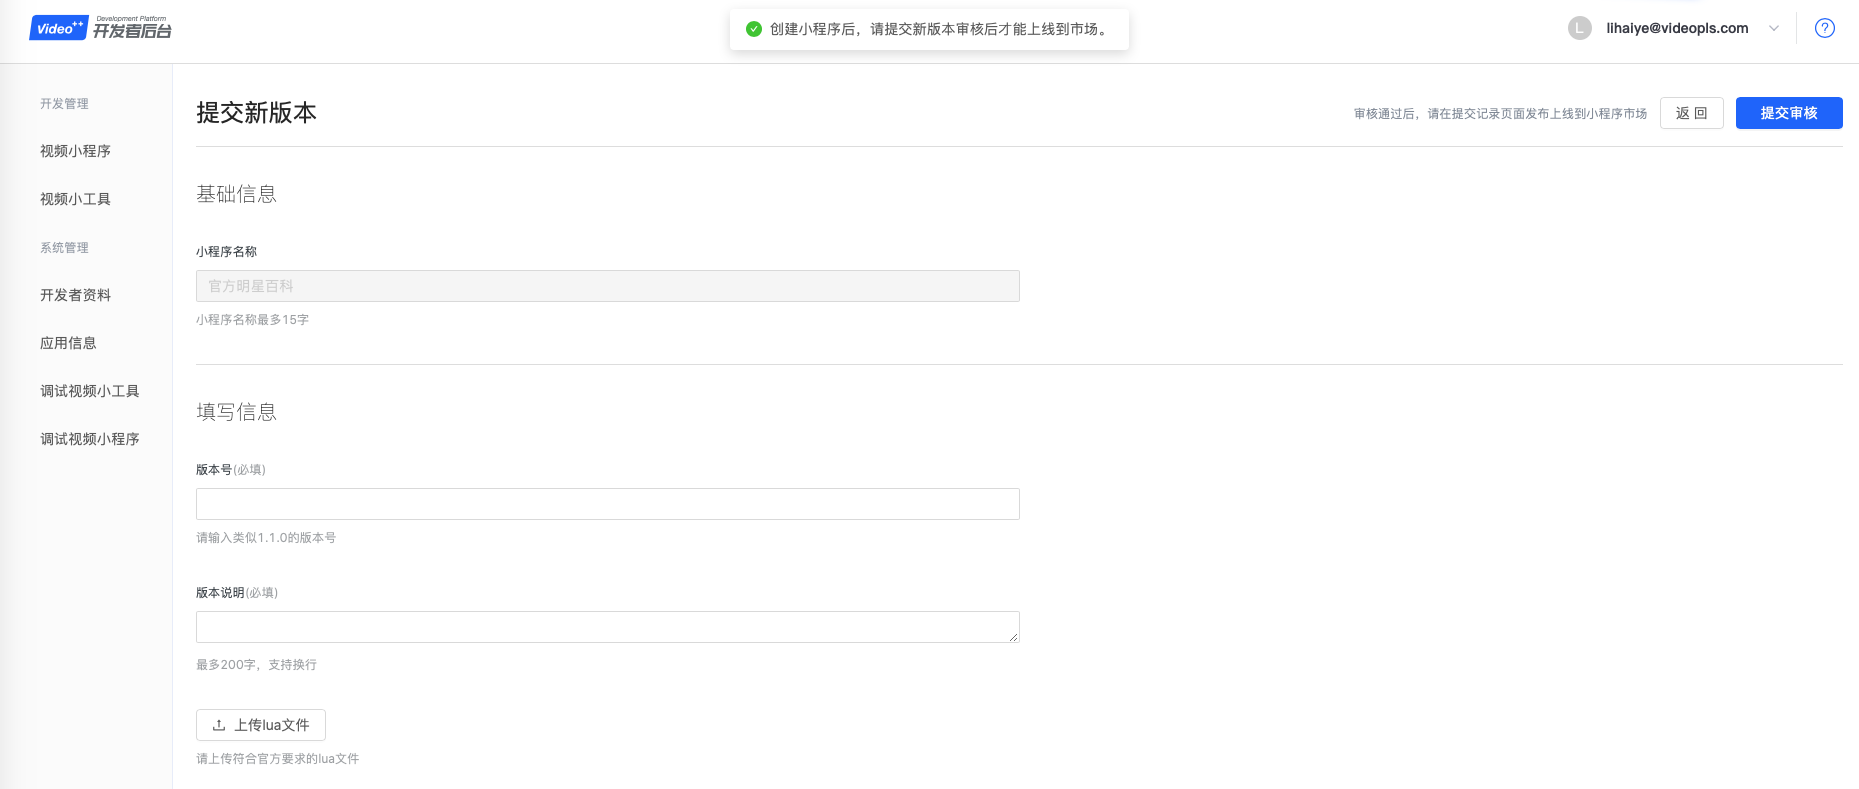 Video++
Development Platform
开发者后台
创建小程序后，请提交新版本审核后才能上线到市场。
L
lihaiye@videopls.com
?
开发管理
视频小程序
视频小工具
系统管理
开发者资料
应用信息
调试视频小工具
调试视频小程序
提交新版本
审核通过后，请在提交记录页面发布上线到小程序市场
返 回
提交审核
基础信息
小程序名称
官方明星百科
小程序名称最多15字
填写信息
版本号(必填)
请输入类似1.1.0的版本号
版本说明(必填)
最多200字，支持换行
上传lua文件
请上传符合官方要求的lua文件